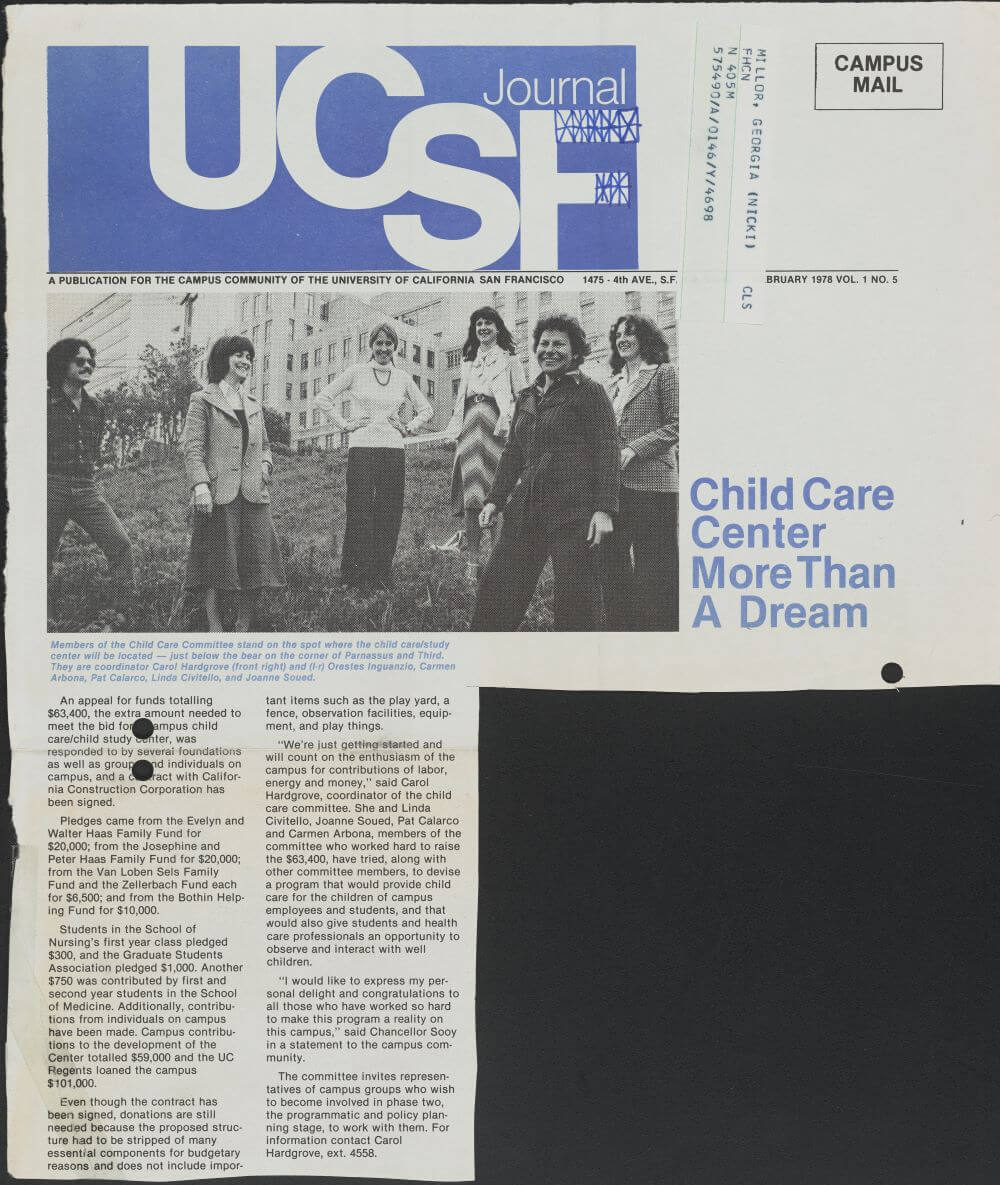 UCSF
Journal
CAMPUS
MAIL
MILLOR, GEORGIA (NICKI) CLS
FHCN
N 405M
575490/A/0146/Y/4698
A PUBLICATION FOR THE CAMPUS COMMUNITY OF THE UNIVERSITY OF CALIFORNIA SAN FRANCISCO 1475 - 4th AVE., S.F. BRUARY 1978 VOL. 1 NO. 5
Child Care
Center
More Than
A Dream
Members of the Child Care Committee stand on the spot where the child care/study
center will be located — just below the bear on the corner of Parnassus and Third.
They are coordinator Carol Hardgrove (front right) and (l-r) Orestes Inguanzio, Carmen
Arbona, Pat Calarco, Linda Civitello, and Joanne Soued.
An appeal for funds totalling
$63,400, the extra amount needed to
meet the bid for ampus child
care/child study center, was
responded to by several foundations
as well as group nd individuals on
campus, and a c ract with Califor-
nia Construction Corporation has
been signed.
Pledges came from the Evelyn and
Walter Haas Family Fund for
$20,000; from the Josephine and
Peter Haas Family Fund for $20,000;
from the Van Loben Sels Family
Fund and the Zellerbach Fund each
for $6,500; and from the Bothin Help-
ing Fund for $10,000.
Students in the School of
Nursing's first year class pledged
$300, and the Graduate Students
Association pledged $1,000. Another
$750 was contributed by first and
second year students in the School
of Medicine. Additionally, contribu-
tions from individuals on campus
have been made. Campus contribu-
tions to the development of the
Center totalled $59,000 and the UC
Regents loaned the campus
$101,000.
Even though the contract has
been signed, donations are still
needed because the proposed struc-
ture had to be stripped of many
essential components for budgetary
reasons and does not include impor-
tant items such as the play yard, a
fence, observation facilities, equip-
ment, and play things.
"We're just getting started and
will count on the enthusiasm of the
campus for contributions of labor,
energy and money," said Carol
Hardgrove, coordinator of the child
care committee. She and Linda
Civitello, Joanne Soued, Pat Calarco
and Carmen Arbona, members of the
committee who worked hard to raise
the $63,400, have tried, along with
other committee members, to devise
a program that would provide child
care for the children of campus
employees and students, and that
would also give students and health
care professionals an opportunity to
observe and interact with well
children.
"I would like to express my per-
sonal delight and congratulations to
all those who have worked so hard
to make this program a reality on
this campus," said Chancellor Sooy
in a statement to the campus com-
munity.
The committee invites represen-
tatives of campus groups who wish
to become involved in phase two,
the programmatic and policy plan-
ning stage, to work with them. For
information contact Carol
Hardgrove, ext. 4558.